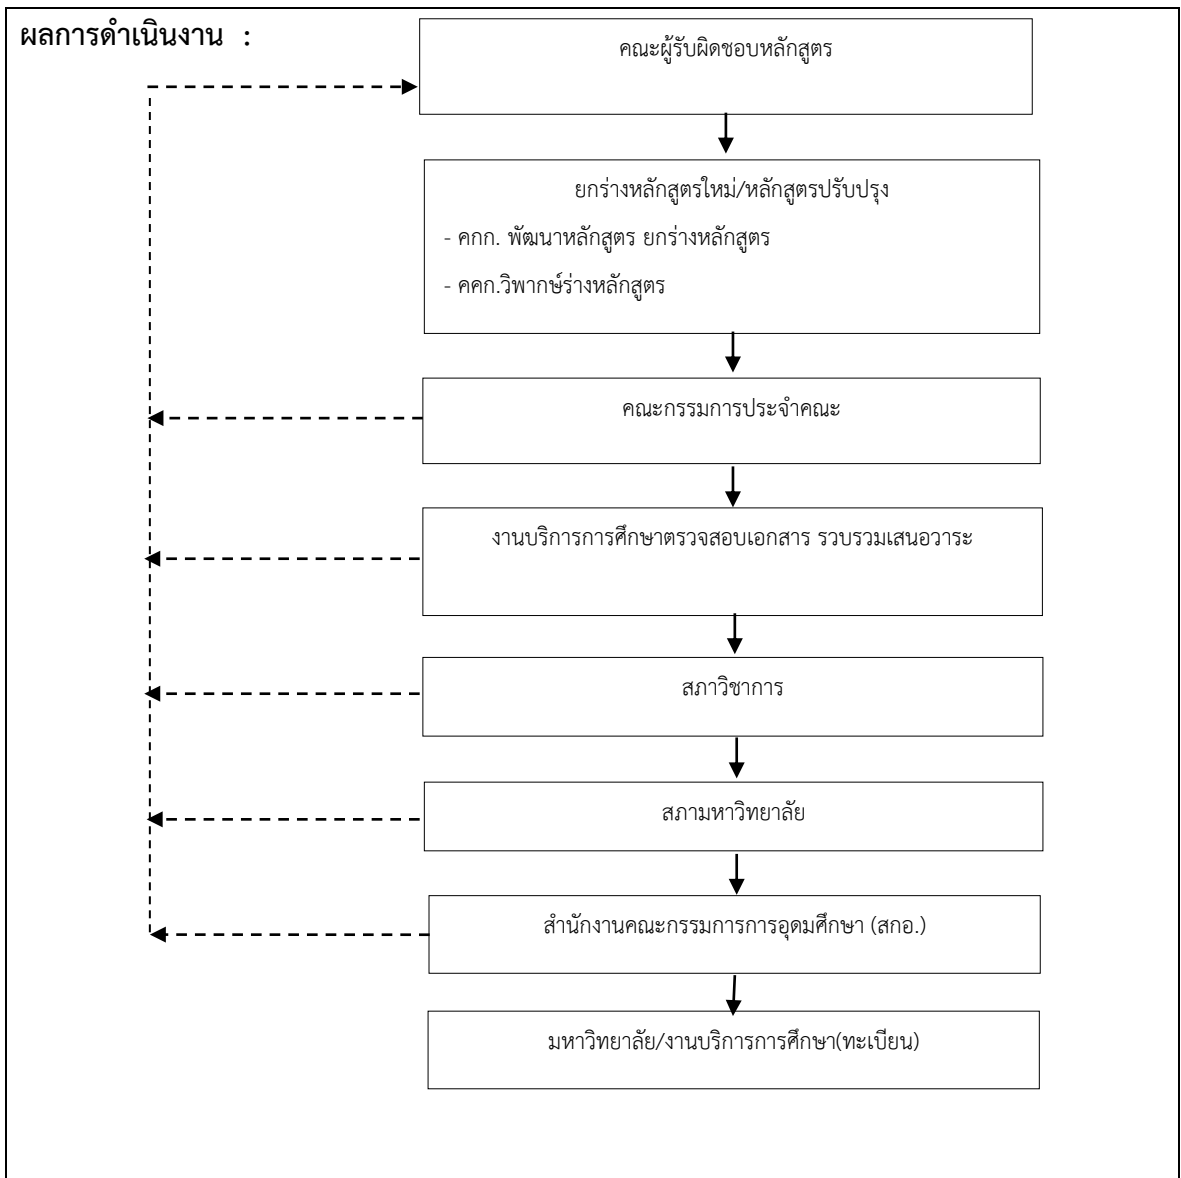 ผลการดำเนินงาน :
คณะผู้รับผิดชอบหลักสูตร
ยกร่างหลักสูตรใหม่/หลักสูตรปรับปรุง
- คกก. พัฒนาหลักสูตร ยกร่างหลักสูตร
- คคก.วิพากษ์ร่างหลักสูตร
คณะกรรมการประจำคณะ
งานบริการการศึกษาตรวจสอบเอกสาร รวบรวมเสนอวาระ
สภาวิชาการ
สภามหาวิทยาลัย
สำนักงานคณะกรรมการการอุดมศึกษา (สกอ.)
มหาวิทยาลัย/งานบริการการศึกษา(ทะเบียน)